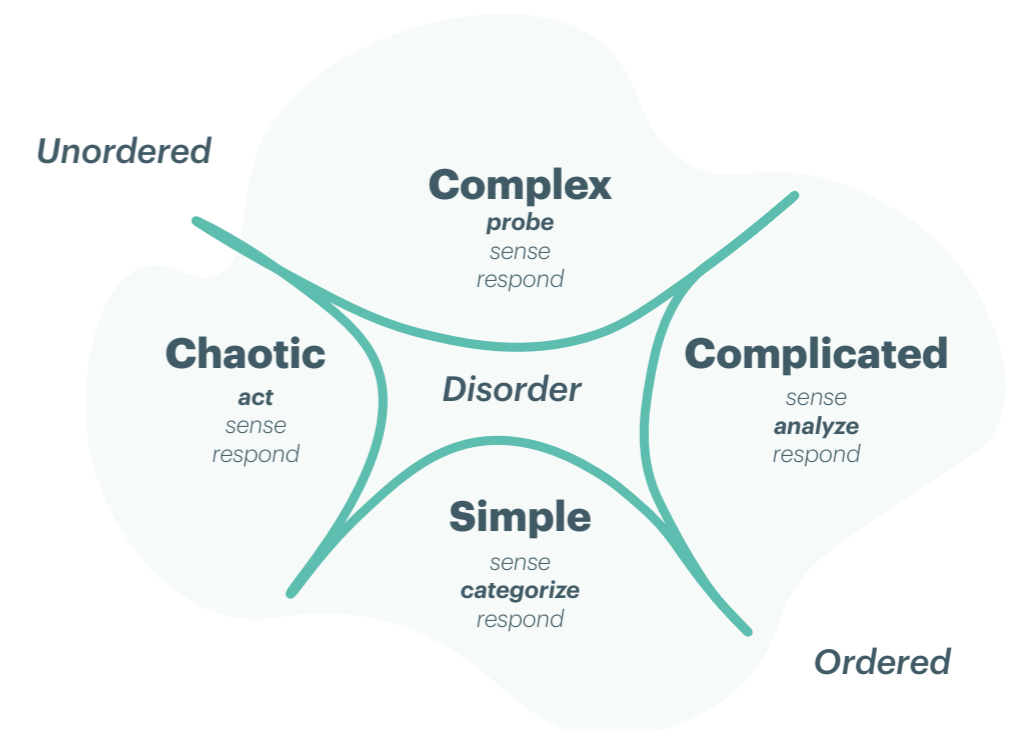 Unordered
Complex
probe
sense
respond
Chaotic
act
sense
respond
Disorder
Complicated
sense
analyze
respond
Simple
sense
categorize
respond
Ordered